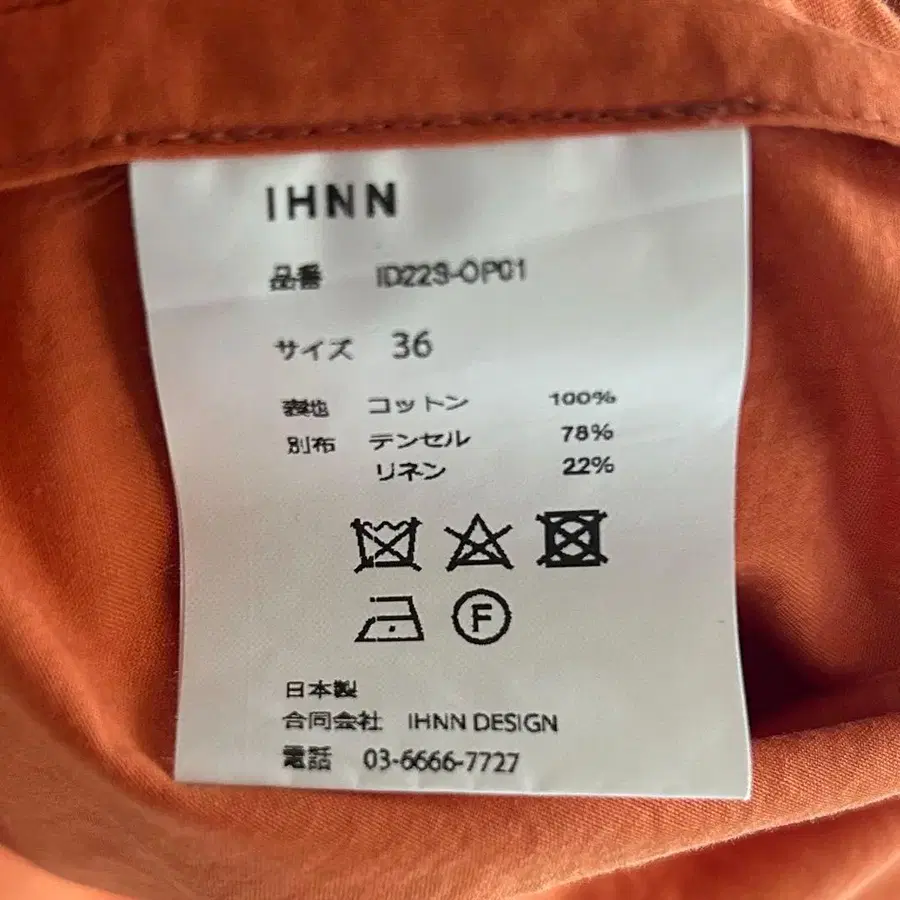 IHNN
品番 ID22S-OP01
サイズ 36
表地 コットン 100%
別布 テンセル 78%
リネン 22%
F
日本製
合同会社 IHNN DESIGN
電話 03-6666-7727